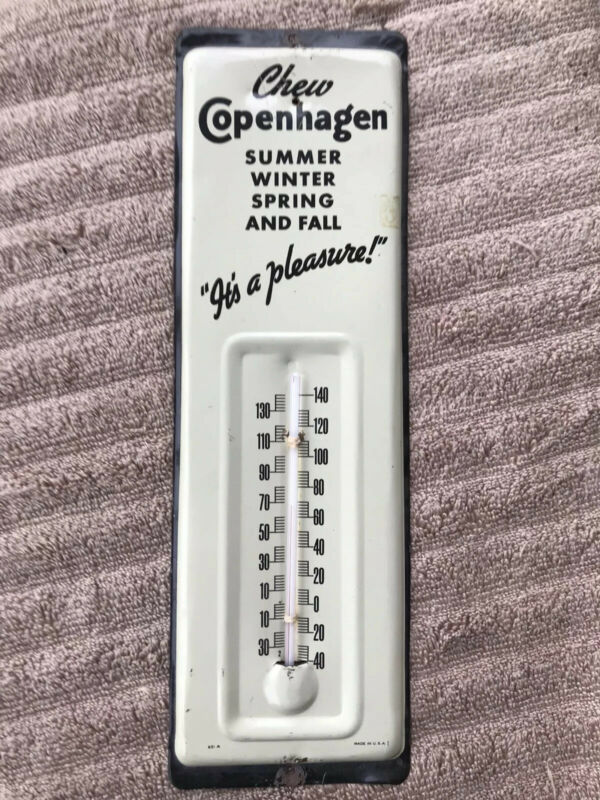 Chew
Copenhagen
SUMMER
WINTER
SPRING
AND FALL
"It's a pleasure!"
140
130
120
110
100
90
80
70
60
50
40
30
20
10
0
10
20
30
40
631 A
MADE IN U.S.A.